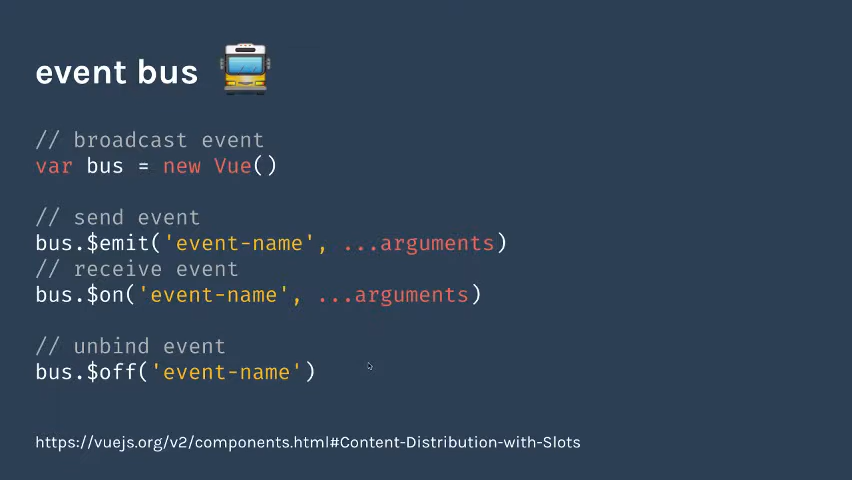 event bus
// broadcast event
var bus = new Vue()
// send event
bus.$emit('event-name', ...arguments)
// receive event
bus.$on('event-name', ...arguments)
// unbind event
bus.$off('event-name')
https://vuejs.org/v2/components.html#Content-Distribution-with-Slots